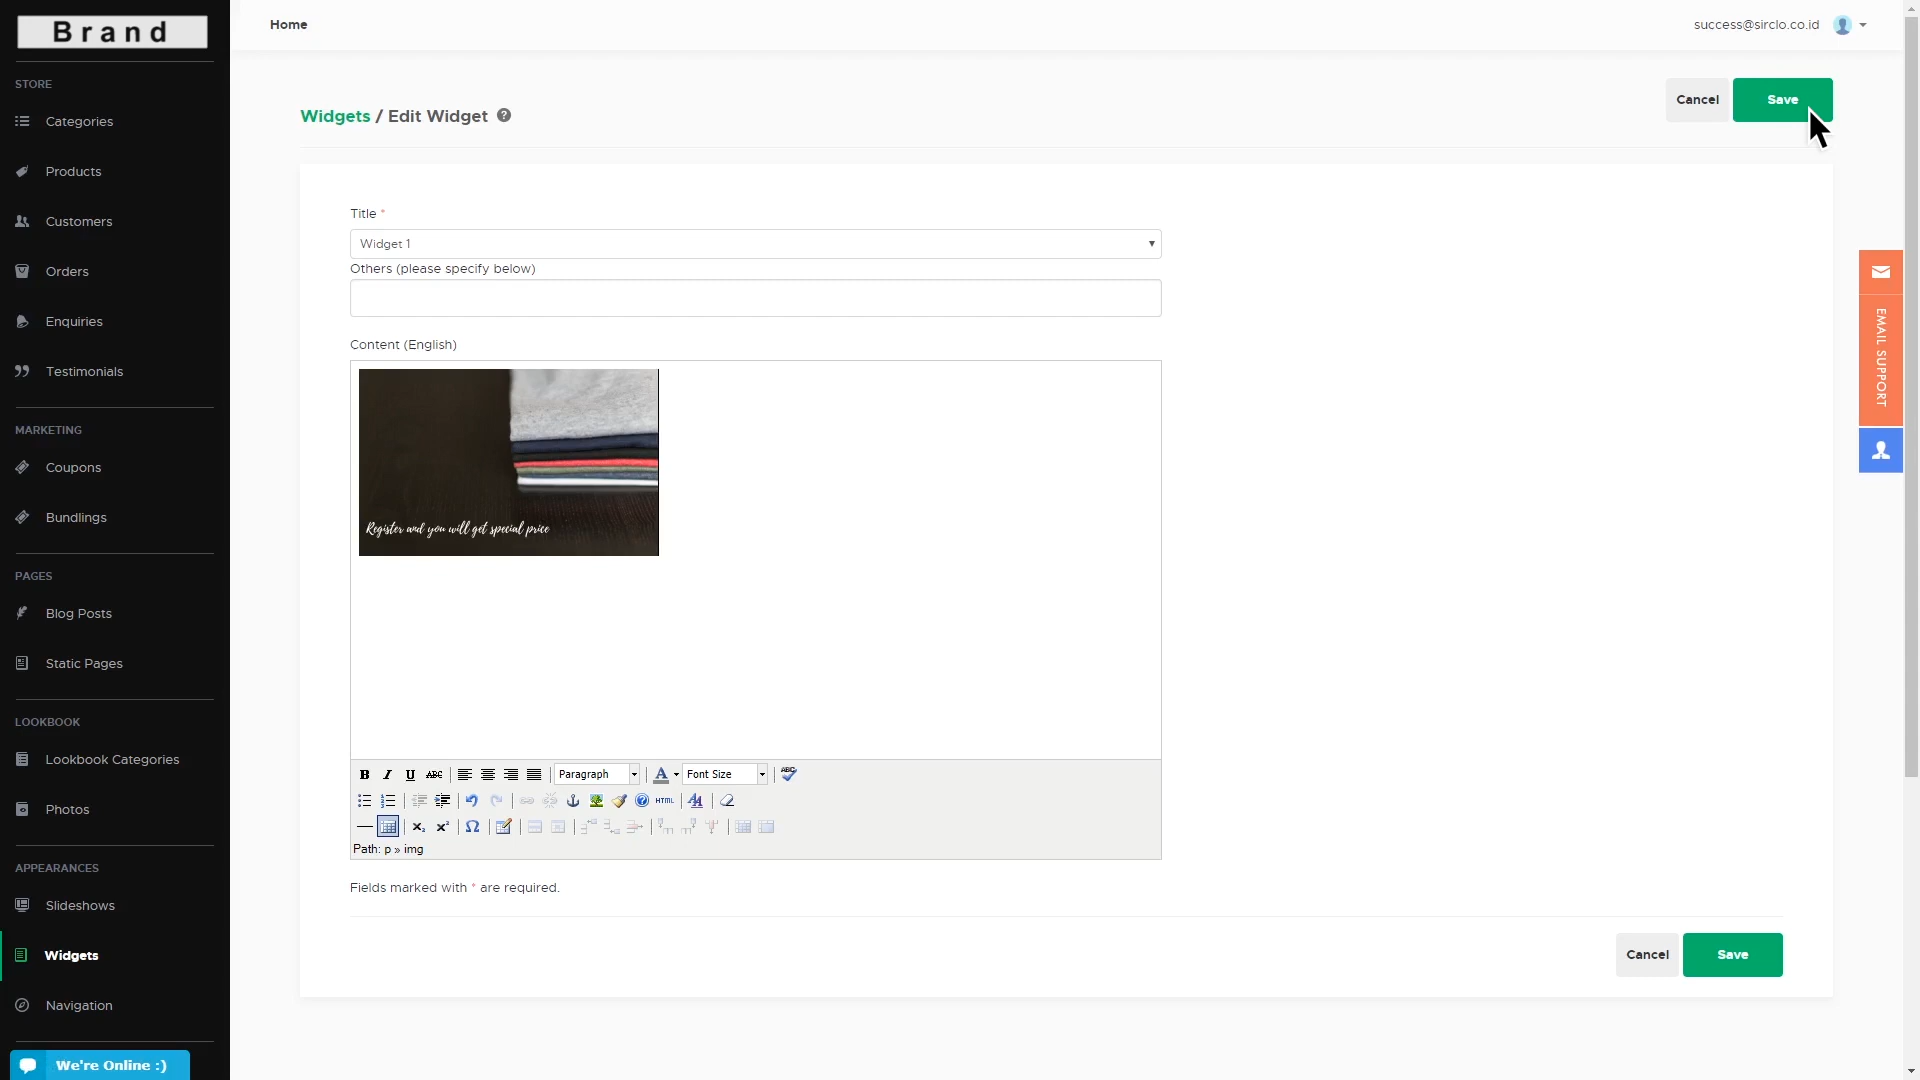 Brand
Home
success@sirclo.co.id
STORE
Categories
Products
Customers
Orders
Enquiries
Testimonials
MARKETING
Coupons
Bundlings
PAGES
Blog Posts
Static Pages
LOOKBOOK
Lookbook Categories
Photos
APPEARANCES
Slideshows
Widgets
Navigation
We're Online :)
Widgets / Edit Widget ?
Cancel Save
Title *
Widget 1
Others (please specify below)
Content (English)
Register and you will get special price
B I U ABC Paragraph A Font Size ABC
HTML
Path: p » img
Fields marked with * are required.
Cancel Save
EMAIL SUPPORT